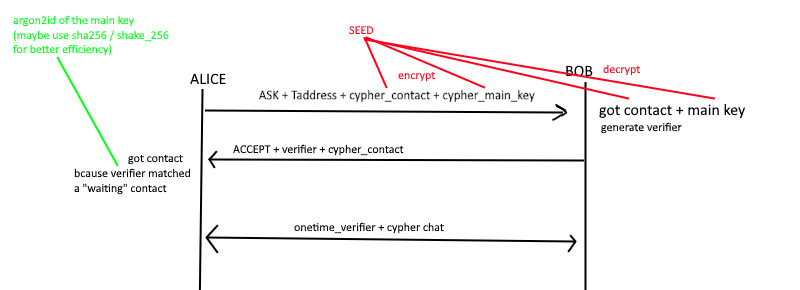 argon2id of the main key
(maybe use sha256 / shake_256
for better efficiency)
SEED
encrypt
decrypt
ALICE
BOB
ASK + Taddress + cypher_contact + cypher_main_key
got contact + main key
generate verifier
ACCEPT + verifier + cypher_contact
got contact
bcause verifier matched
a "waiting" contact
onetime_verifier + cypher chat